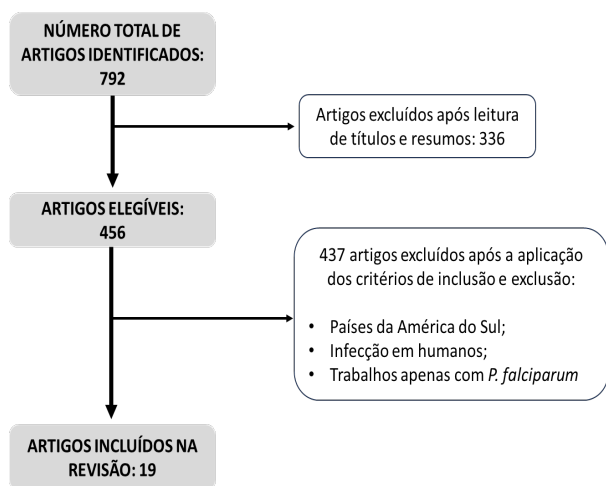 NÚMERO TOTAL DE
ARTIGOS IDENTIFICADOS:
792
Artigos excluídos após leitura
de títulos e resumos: 336
ARTIGOS ELEGÍVEIS:
456
437 artigos excluídos após a aplicação
dos critérios de inclusão e exclusão:
• Países da América do Sul;
• Infecção em humanos;
• Trabalhos apenas com P. falciparum
ARTIGOS INCLUÍDOS NA
REVISÃO: 19